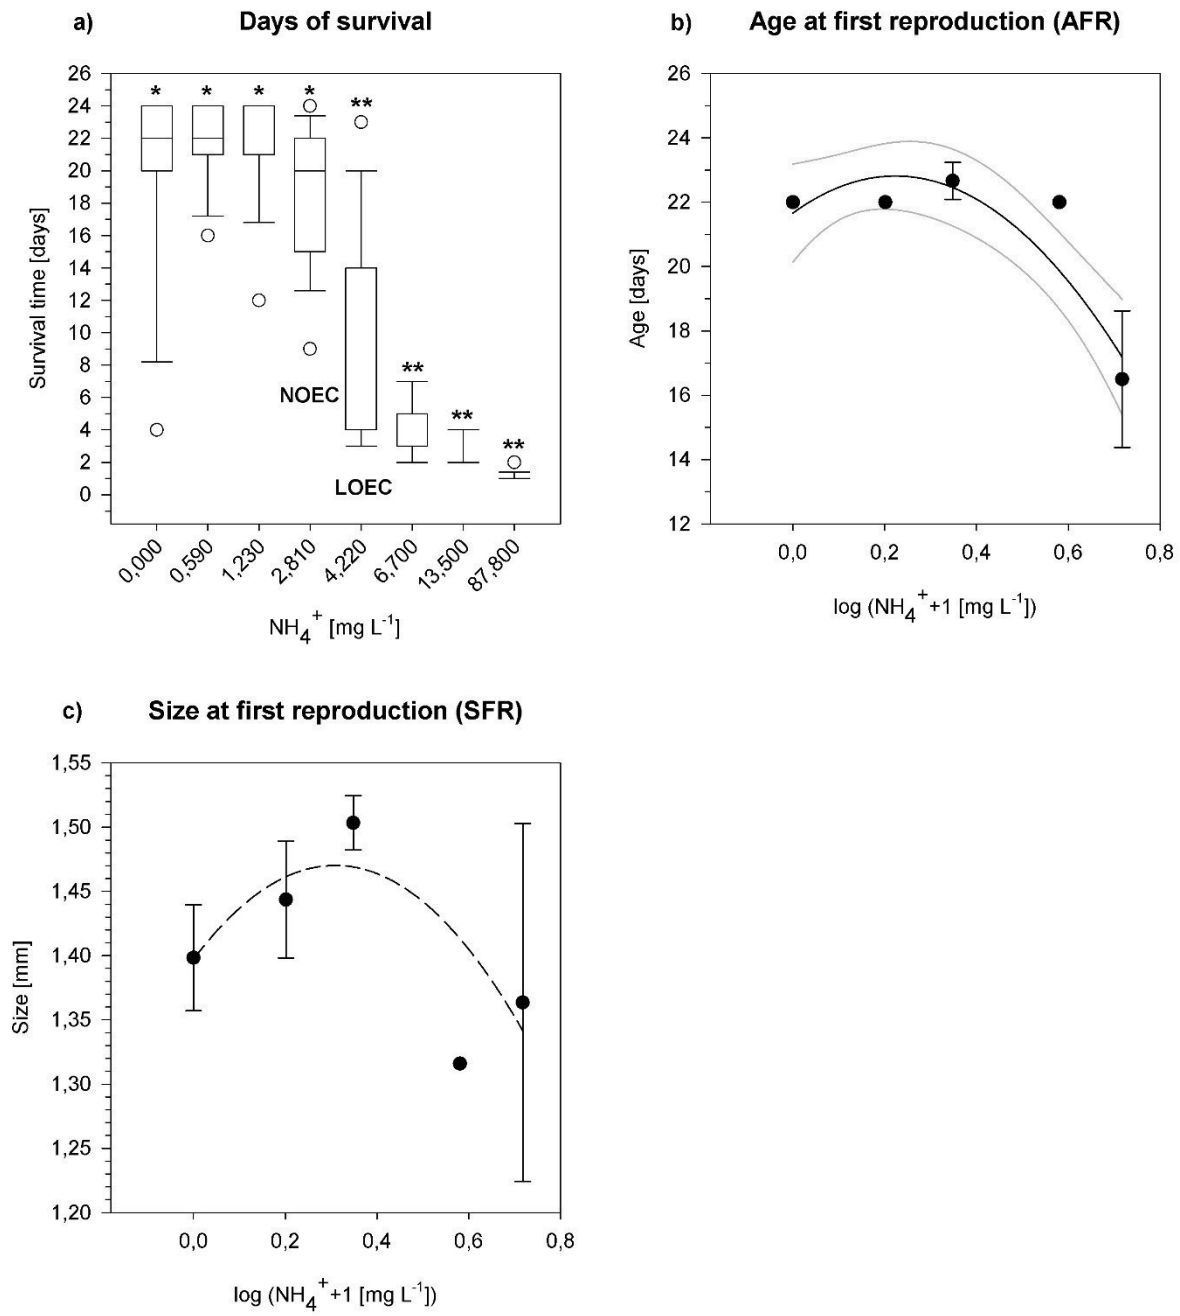 a) Days of survival
26
24
22
20
18
16
14
12
10
8
6
4
2
0
Survival time [days]
* * * * ** ** ** **
NOEC
LOEC
0,000 0,590 1,230 2,810 4,220 6,700 13,500 87,800
NH₄⁺ [mg L⁻¹]
b) Age at first reproduction (AFR)
26
24
22
20
18
16
14
12
Age [days]
0,0 0,2 0,4 0,6 0,8
log (NH₄⁺+1 [mg L⁻¹])
c) Size at first reproduction (SFR)
1,55
1,50
1,45
1,40
1,35
1,30
1,25
1,20
Size [mm]
0,0 0,2 0,4 0,6 0,8
log (NH₄⁺+1 [mg L⁻¹])